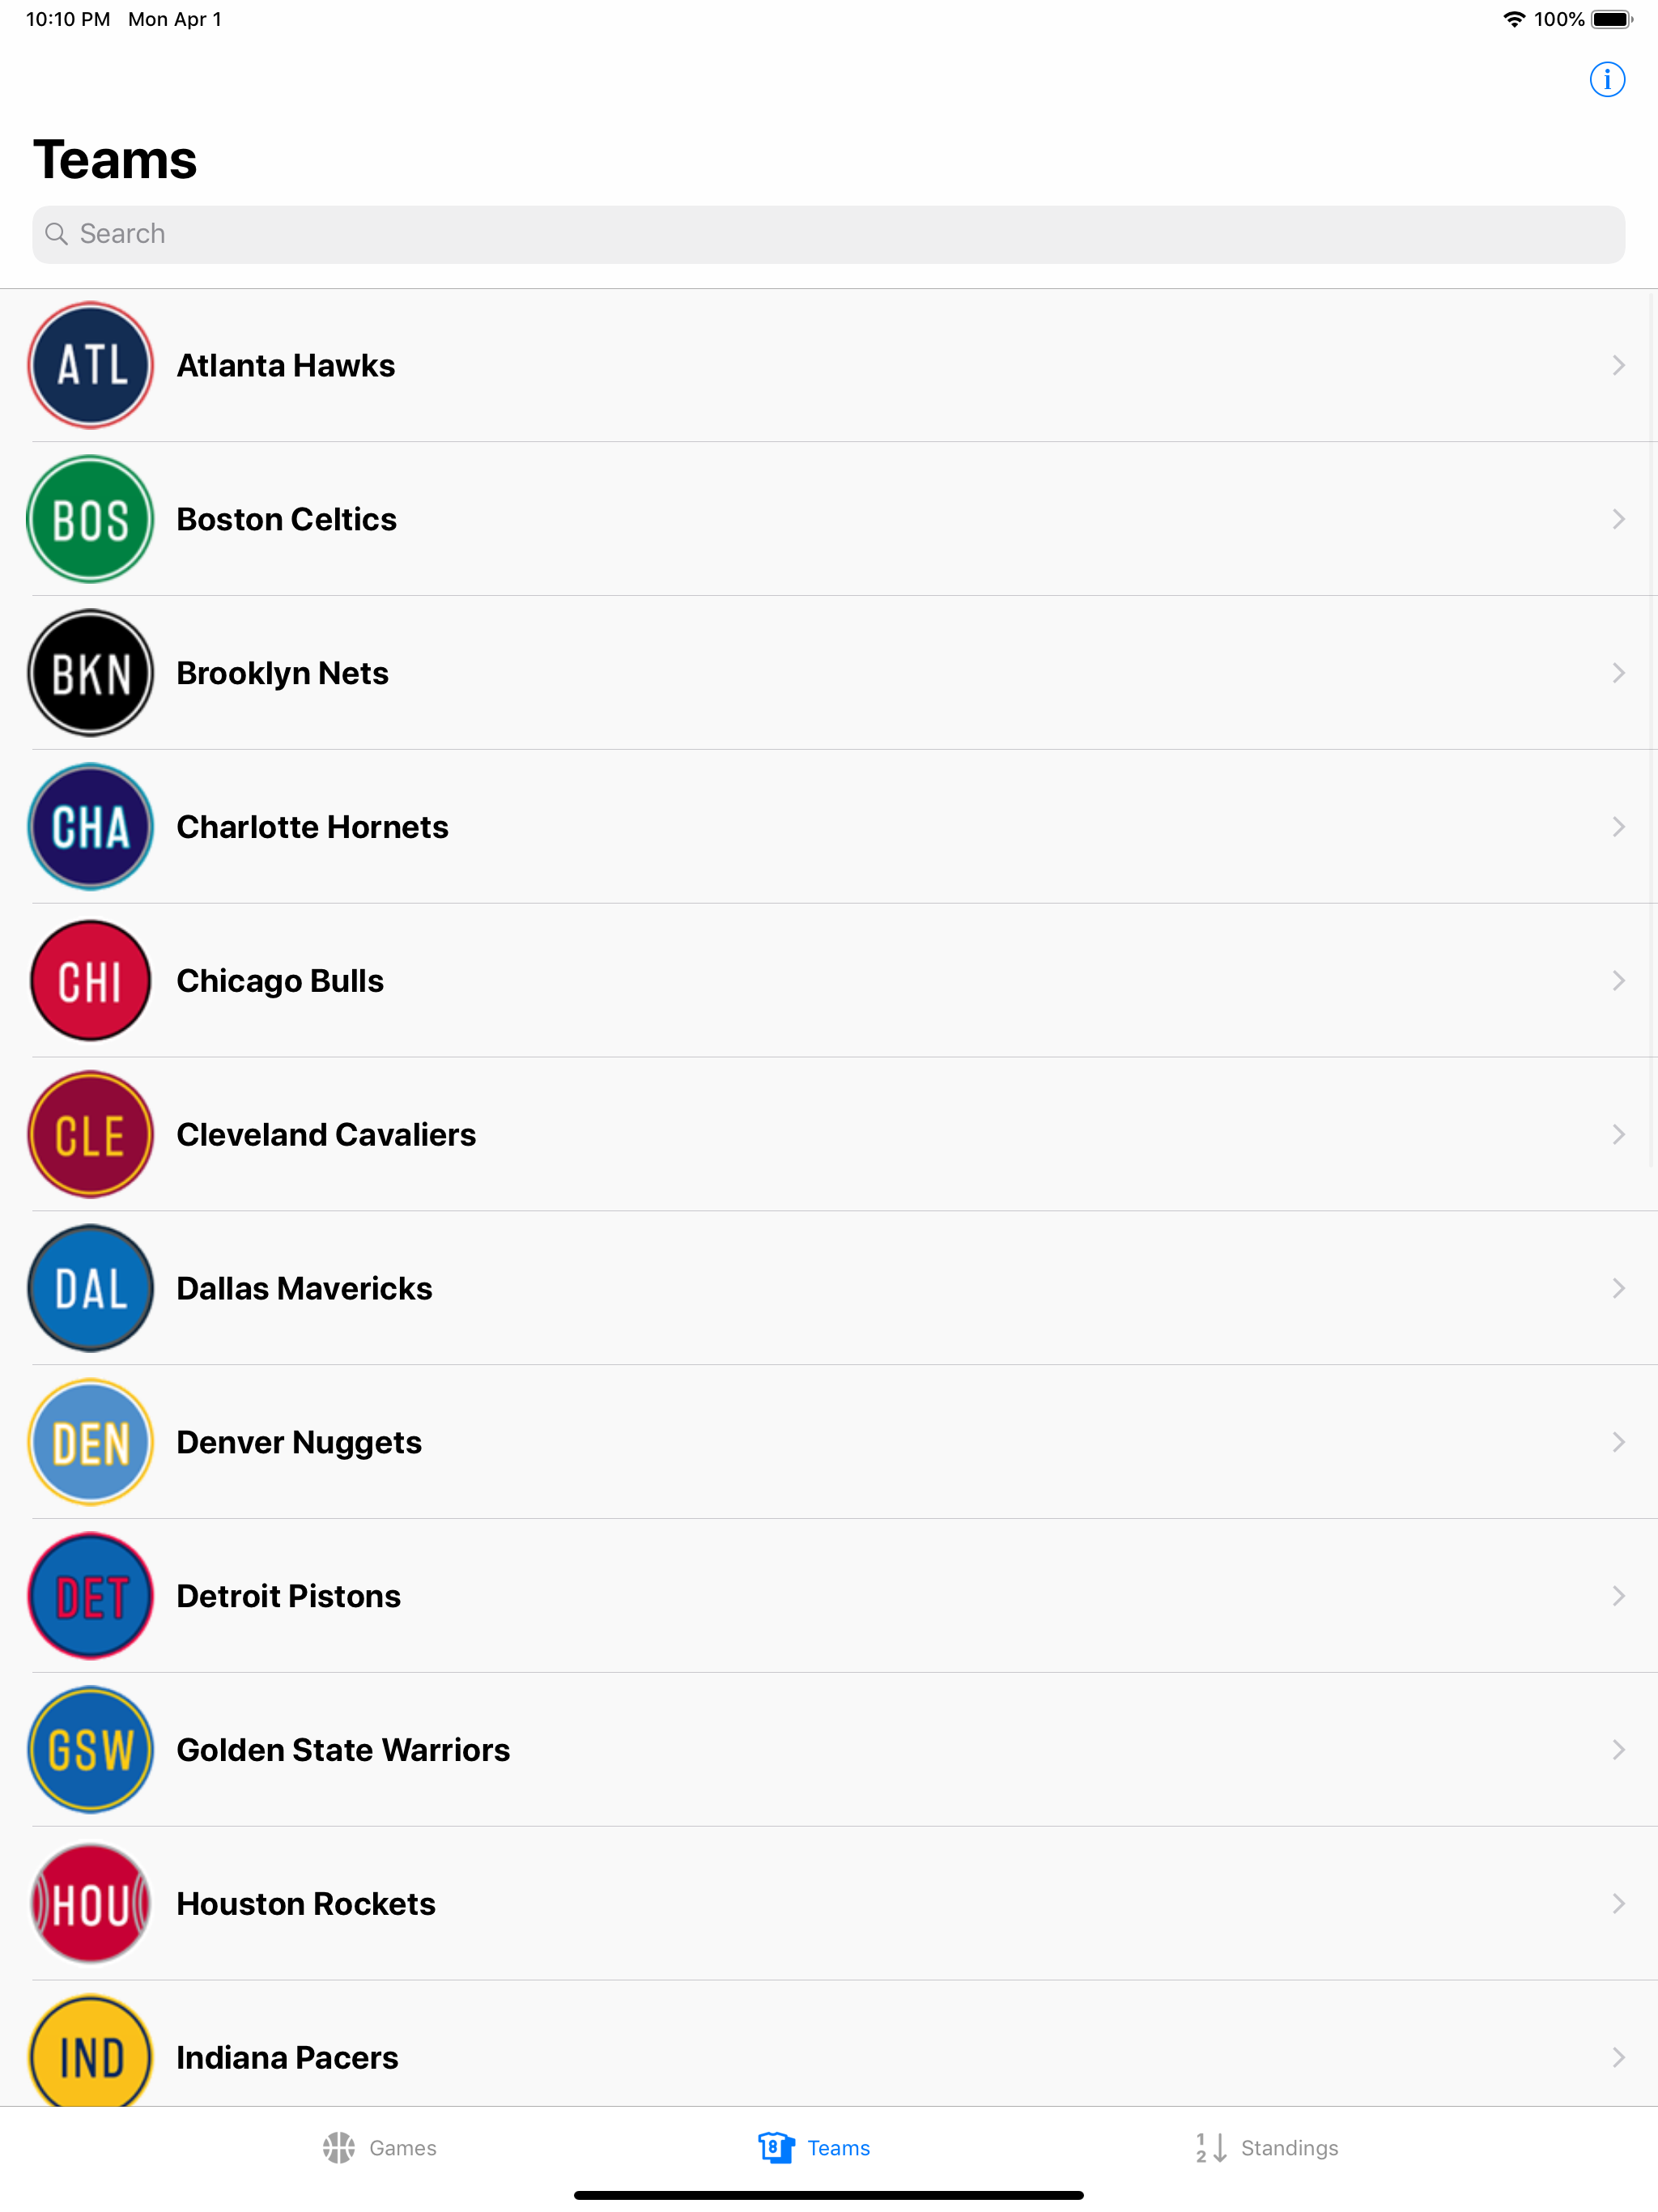 10:10 PM Mon Apr 1 100%
i
Teams
Search
ATL Atlanta Hawks
BOS Boston Celtics
BKN Brooklyn Nets
CHA Charlotte Hornets
CHI Chicago Bulls
CLE Cleveland Cavaliers
DAL Dallas Mavericks
DEN Denver Nuggets
DET Detroit Pistons
GSW Golden State Warriors
HOU Houston Rockets
IND Indiana Pacers
Games 8 Teams 1 2 Standings